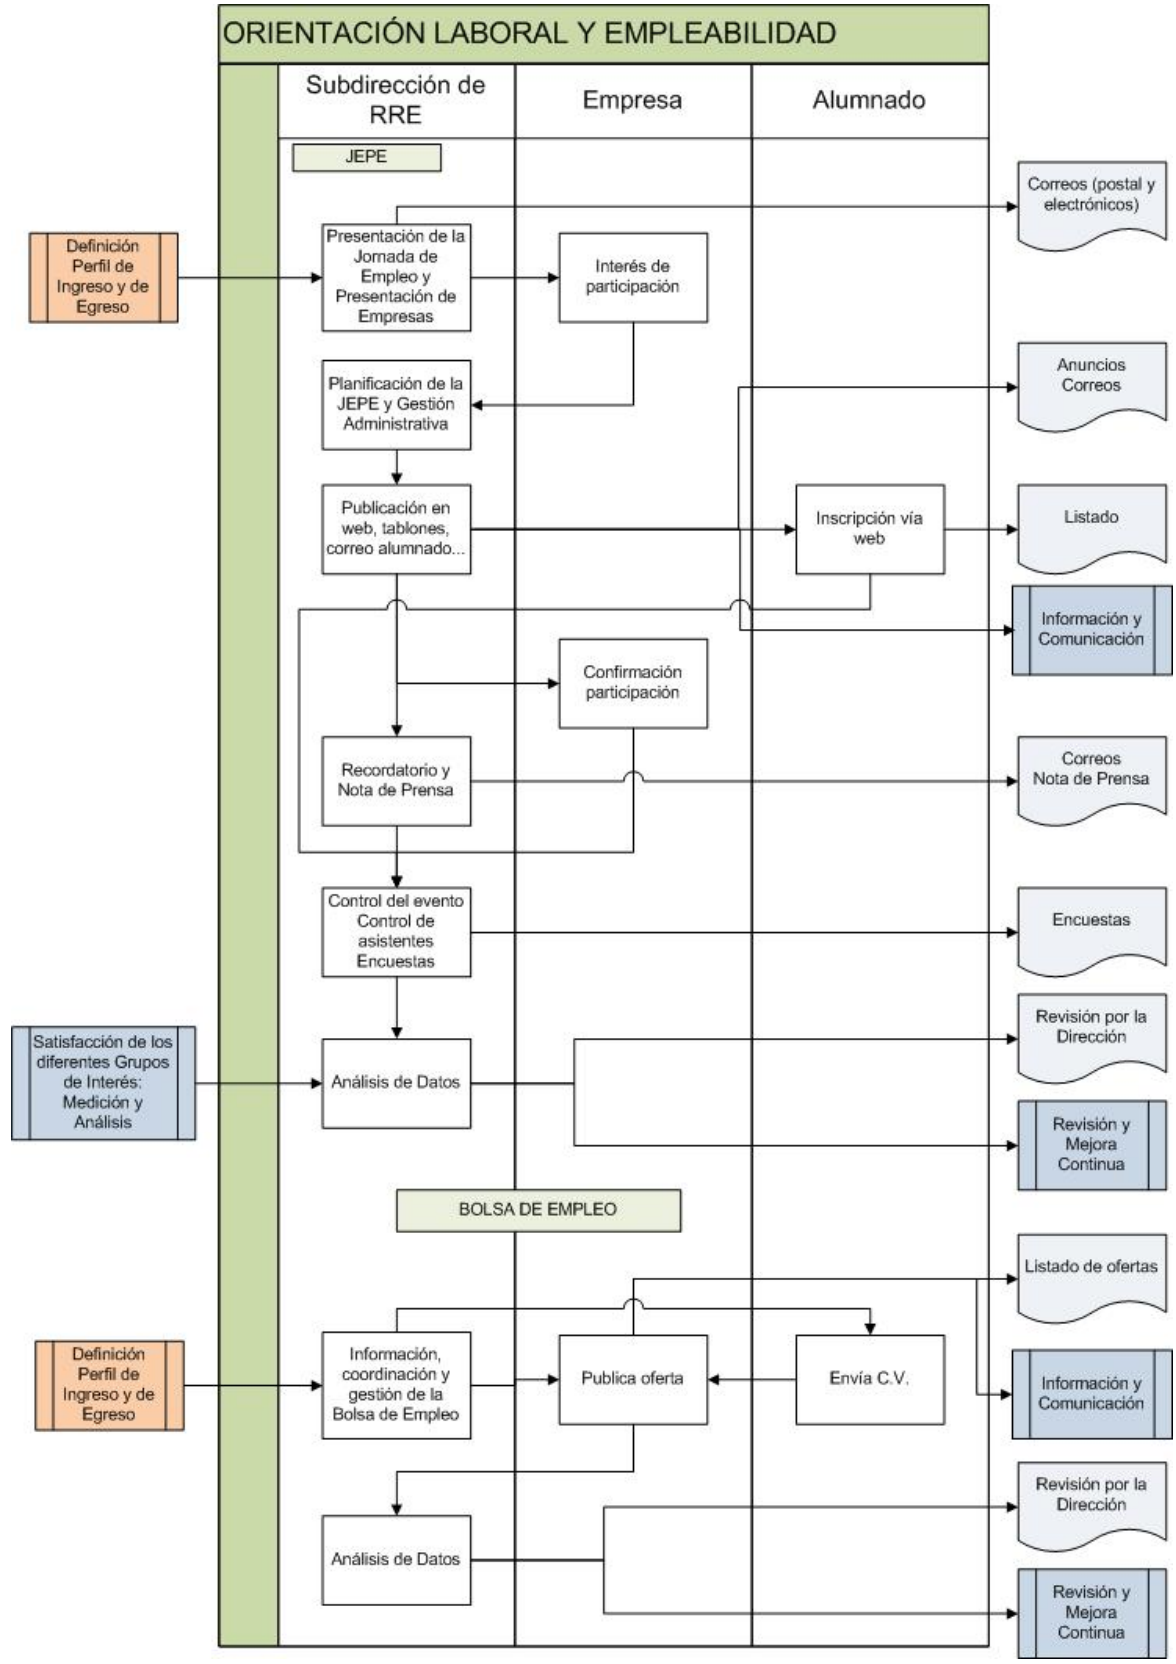 ORIENTACIÓN LABORAL Y EMPLEABILIDAD
Subdirección de
RRE
Empresa
Alumnado
JEPE
Correos (postal y
electrónicos)
Definición
Perfil de
Ingreso y de
Egreso
Presentación de la
Jornada de
Empleo y
Presentación de
Empresas
Interés de
participación
Planificación de la
JEPE y Gestión
Administrativa
Anuncios
Correos
Publicación en
web, tablones,
correo alumnado...
Inscripción vía
web
Listado
Información y
Comunicación
Confirmación
participación
Recordatorio y
Nota de Prensa
Correos
Nota de Prensa
Control del evento
Control de
asistentes
Encuestas
Encuestas
Satisfacción de los
diferentes Grupos
de Interés:
Medición y
Análisis
Análisis de Datos
Revisión por la
Dirección
Revisión y
Mejora
Continua
BOLSA DE EMPLEO
Listado de ofertas
Definición
Perfil de
Ingreso y de
Egreso
Información,
coordinación y
gestión de la
Bolsa de Empleo
Publica oferta
Envía C.V.
Información y
Comunicación
Análisis de Datos
Revisión por la
Dirección
Revisión y
Mejora
Continua